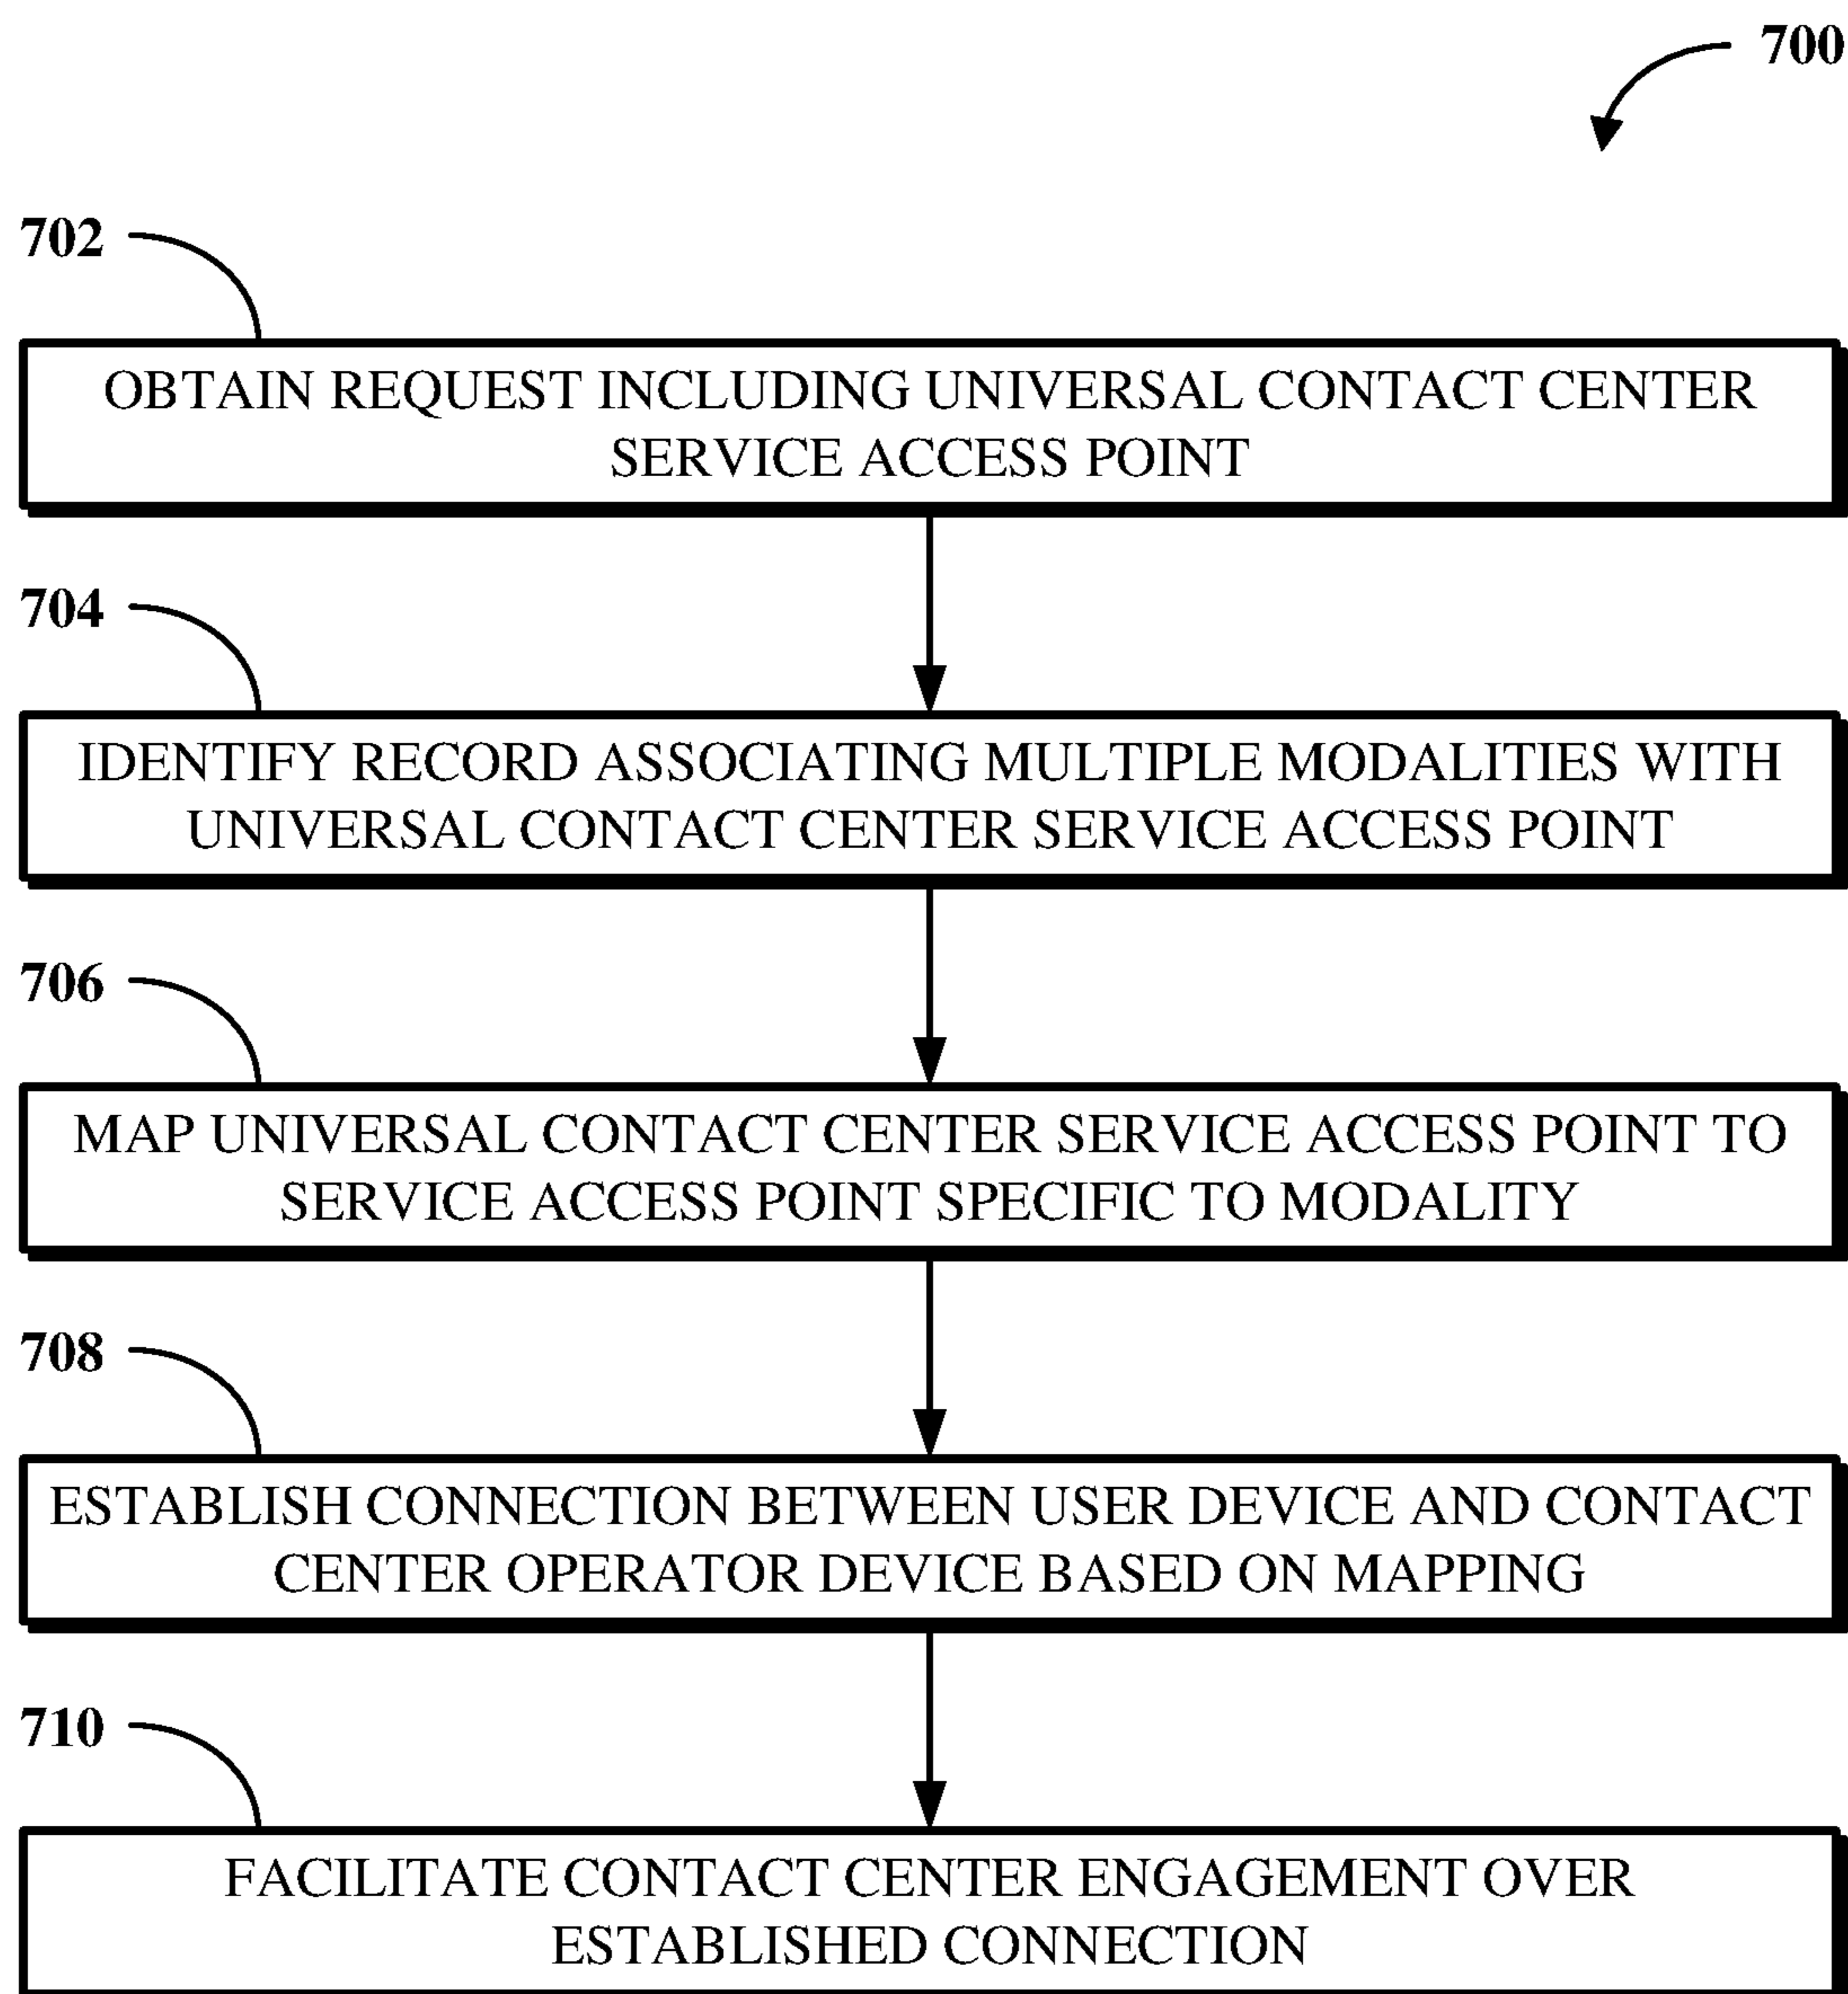 700
702
OBTAIN REQUEST INCLUDING UNIVERSAL CONTACT CENTER
SERVICE ACCESS POINT
704
IDENTIFY RECORD ASSOCIATING MULTIPLE MODALITIES WITH
UNIVERSAL CONTACT CENTER SERVICE ACCESS POINT
706
MAP UNIVERSAL CONTACT CENTER SERVICE ACCESS POINT TO
SERVICE ACCESS POINT SPECIFIC TO MODALITY
708
ESTABLISH CONNECTION BETWEEN USER DEVICE AND CONTACT
CENTER OPERATOR DEVICE BASED ON MAPPING
710
FACILITATE CONTACT CENTER ENGAGEMENT OVER
ESTABLISHED CONNECTION